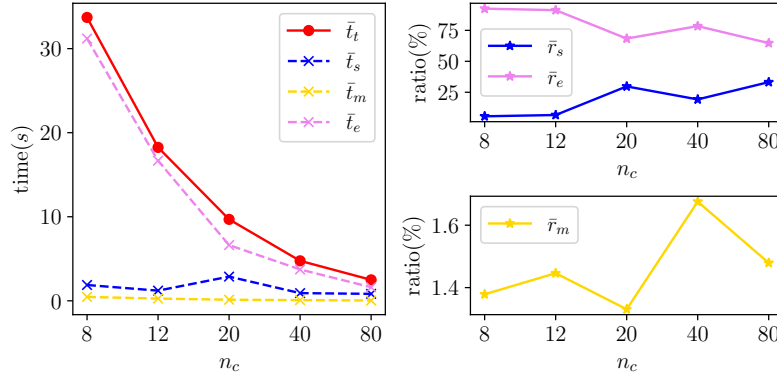 time(s)
30
20
10
0
8 12 20 40 80
n_c
t̄_t
t̄_s
t̄_m
t̄_e
ratio(%)
75
50
25
8 12 20 40 80
n_c
r̄_s
r̄_e
ratio(%)
1.6
1.4
8 12 20 40 80
n_c
r̄_m